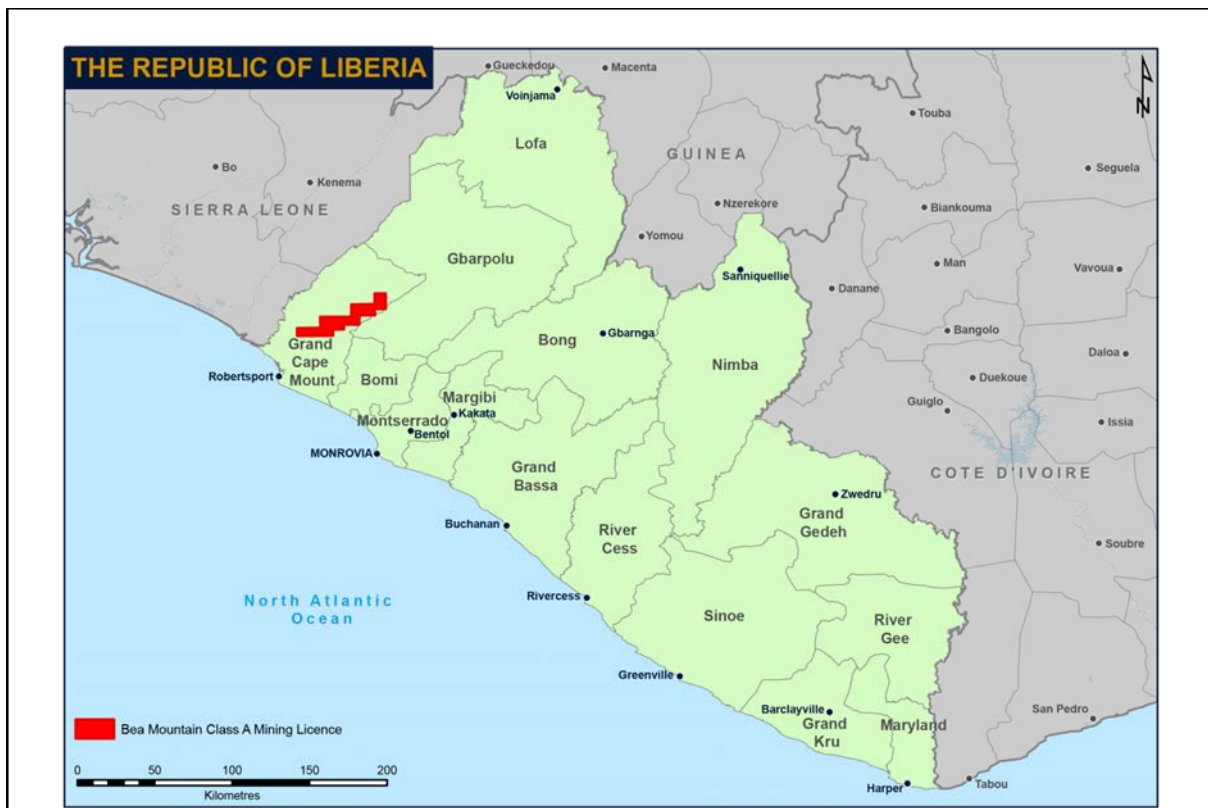 THE REPUBLIC OF LIBERIA
Gueckedou
Macenta
N
Voinjama
Touba
Lofa
GUINEA
Bo
Kenema
Seguela
SIERRA LEONE
Nzerekore
Biankouma
Yomou
Gbarpolu
Sanniquellie
Man
Vavoua
Danane
Bong
Gbarnga
Bangolo
Grand
Cape
Mount
Nimba
Daloa
Robertsport
Bomi
Duekoue
Margibi
Guiglo
Kakata
Montserrado
Bentol
Issia
MONROVIA
Grand
Bassa
COTE D'IVOIRE
Zwedru
Grand
Gedeh
Buchanan
River
Cess
Soubre
North Atlantic
Ocean
Rivercess
Sinoe
River
Gee
Greenville
Barclayville
Grand
Kru
Maryland
San Pedro
Bea Mountain Class A Mining Licence
0 50 100 150 200
Kilometres
Harper
Tabou